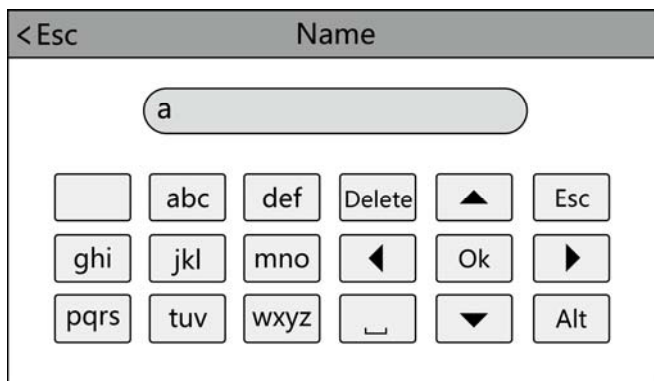 < Esc Name
a
abc def Delete Esc
ghi jkl mno Ok
pqrs tuv wxyz Alt